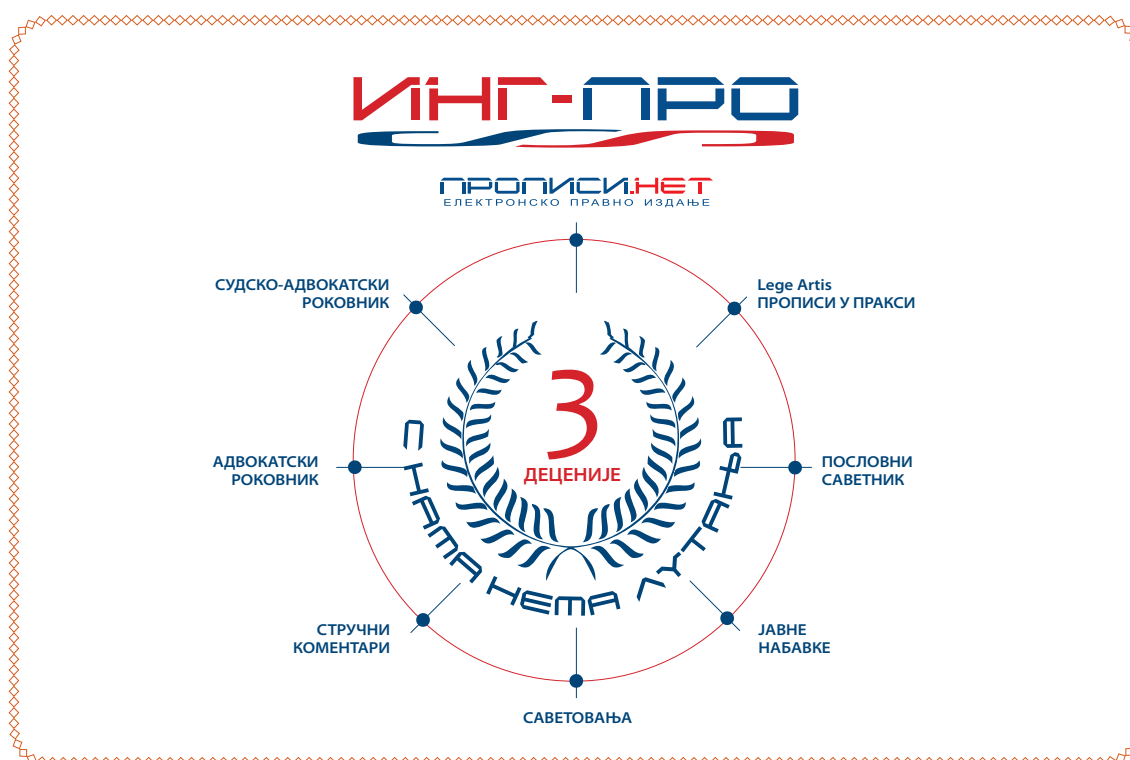 ИНГ-ПРО
ПРОПИСИ.НЕТ
ЕЛЕКТРОНСКО ПРАВНО ИЗДАЊЕ
СУДСКО-АДВОКАТСКИ
РОКОВНИК
Lege Artis
ПРОПИСИ У ПРАКСИ
3
ДЕЦЕНИЈЕ
С НАМА НЕМА ЛУТАЊА
АДВОКАТСКИ
РОКОВНИК
ПОСЛОВНИ
САВЕТНИК
СТРУЧНИ
КОМЕНТАРИ
ЈАВНЕ
НАБАВКЕ
САВЕТОВАЊА